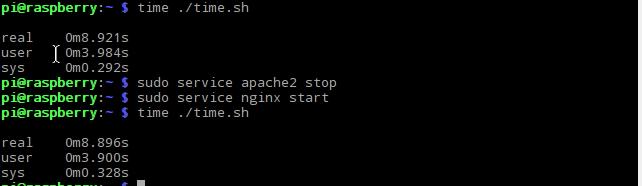 pi@raspberry:~ $ time ./time.sh
real    0m8.921s
user    0m3.984s
sys     0m0.292s
pi@raspberry:~ $ sudo service apache2 stop
pi@raspberry:~ $ sudo service nginx start
pi@raspberry:~ $ time ./time.sh
real    0m8.896s
user    0m3.900s
sys     0m0.328s
pi@raspberry:~ $